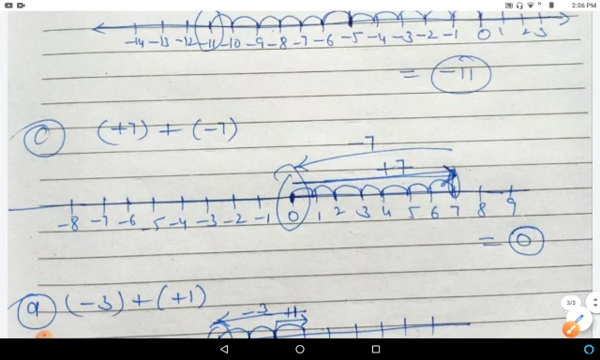 2:06 PM
-14 -13 -12 -11 -10 -9 -8 -7 -6 -5 -4 -3 -2 -1 0 1 2 3
= -11
(+7) + (-7)
-7
+7
-8 -7 -6 -5 -4 -3 -2 -1 0 1 2 3 4 5 6 7 8 9
= 0
3/3
(-3) + (+1)
-3 +1